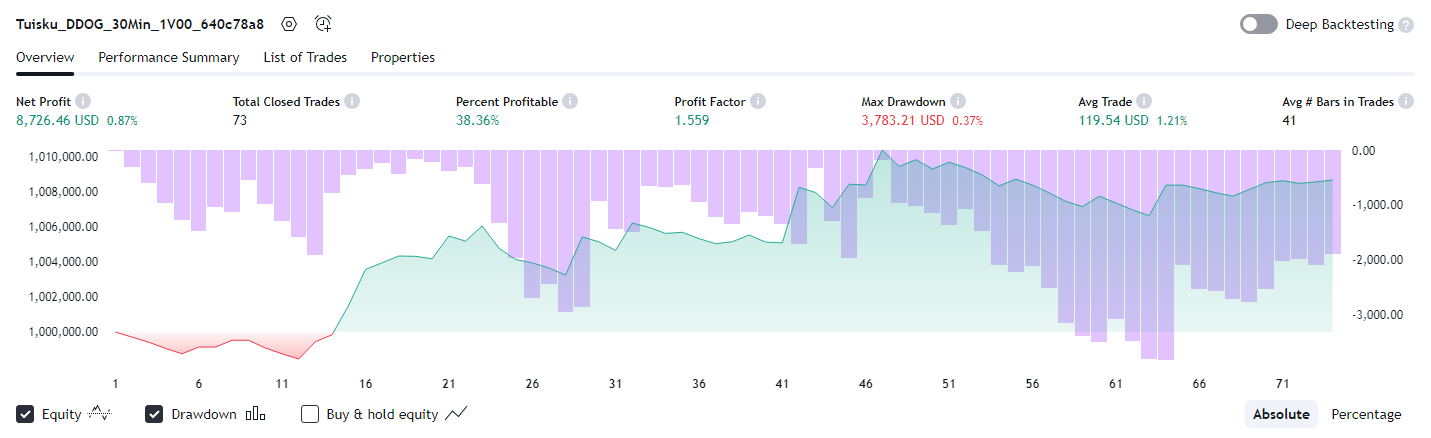 Tuisku_DDOG_30Min_1V00_640c78a8 Deep Backtesting ?
Overview Performance Summary List of Trades Properties
Net Profit i Total Closed Trades i Percent Profitable i Profit Factor i Max Drawdown i Avg Trade i Avg # Bars in Trades i
8,726.46 USD 0.87% 73 38.36% 1.559 3,783.21 USD 0.37% 119.54 USD 1.21% 41
1,010,000.00 0.00
1,008,000.00 -1,000.00
1,006,000.00
1,004,000.00 -2,000.00
1,002,000.00 -3,000.00
1,000,000.00
1 6 11 16 21 26 31 36 41 46 51 56 61 66 71
Equity Drawdown Buy & hold equity Absolute Percentage